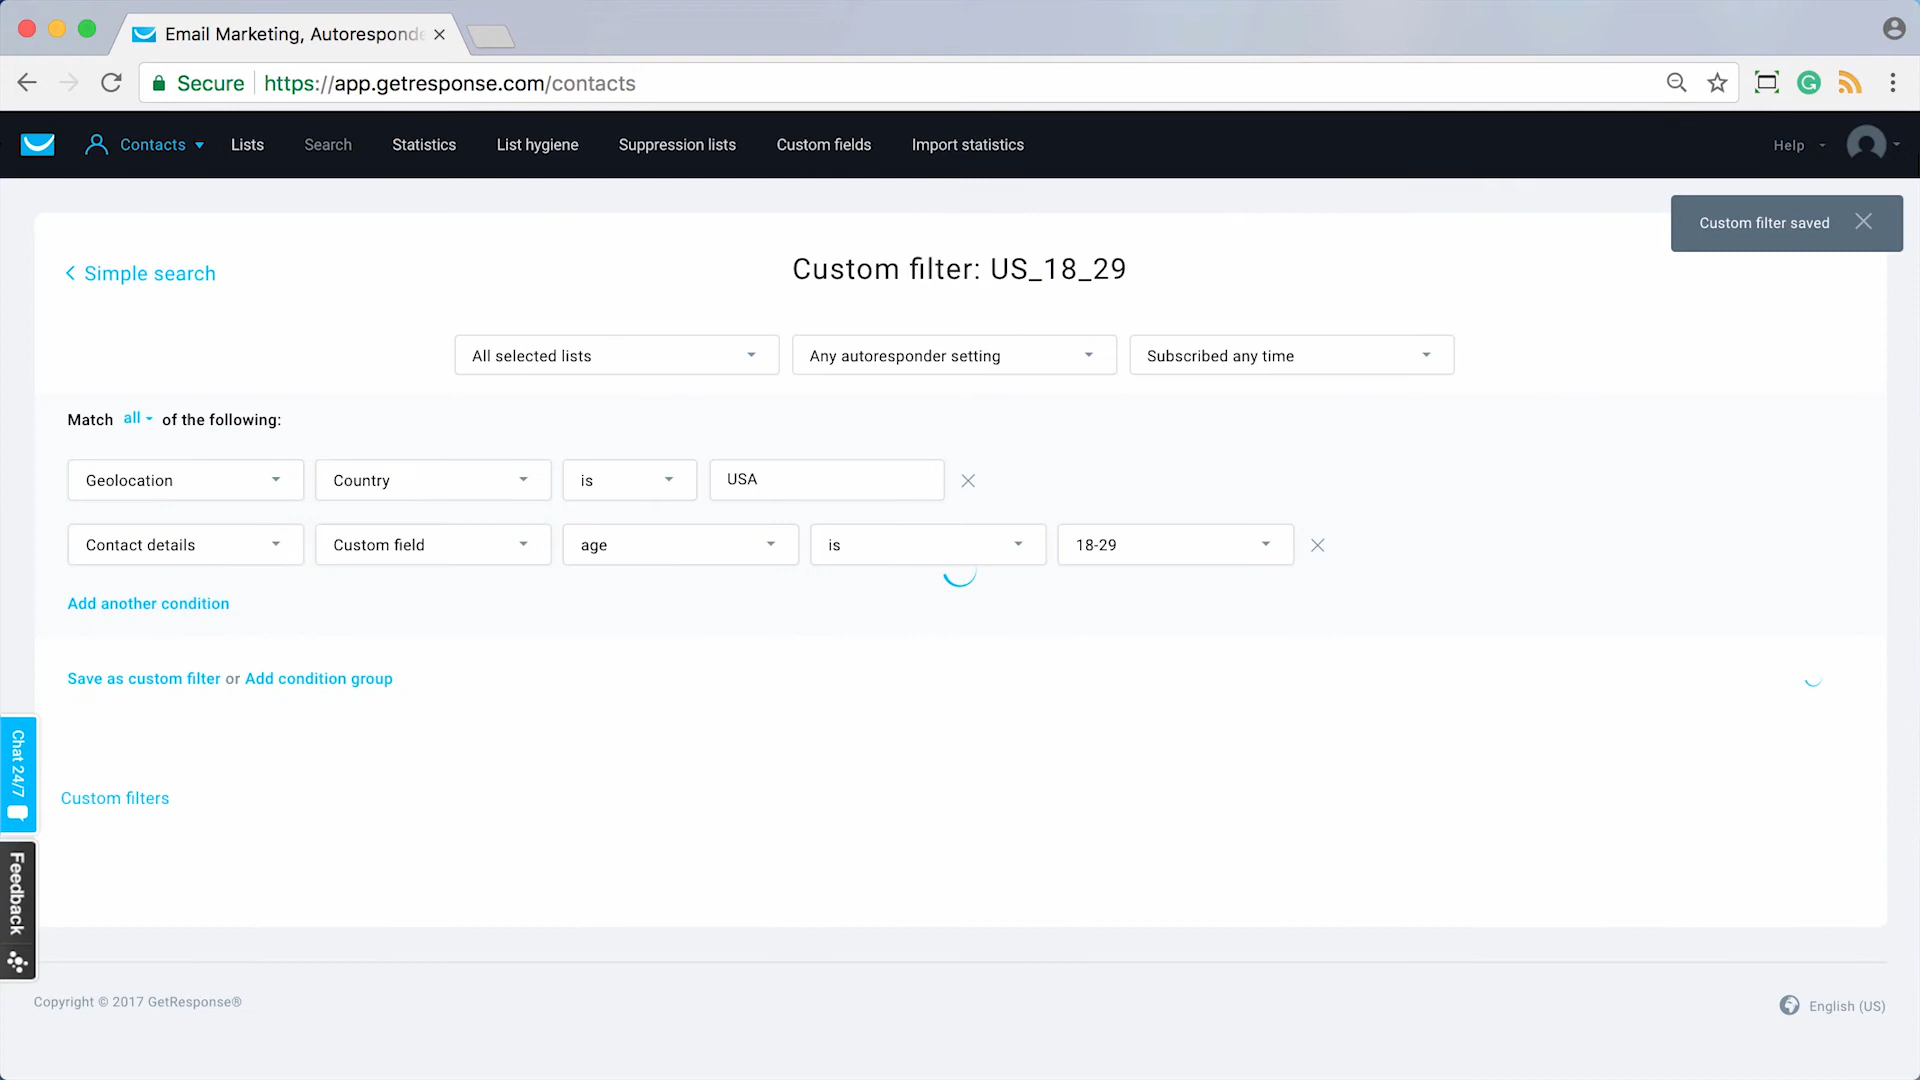 Email Marketing, Autoresponde
Secure https://app.getresponse.com/contacts
Contacts Lists Search Statistics List hygiene Suppression lists Custom fields Import statistics Help
Custom filter saved
Simple search
Custom filter: US_18_29
All selected lists Any autoresponder setting Subscribed any time
Match all of the following:
Geolocation Country is USA
Contact details Custom field age is 18-29
Add another condition
Save as custom filter or Add condition group
Chat 24/7
Custom filters
Feedback
Copyright © 2017 GetResponse®
English (US)